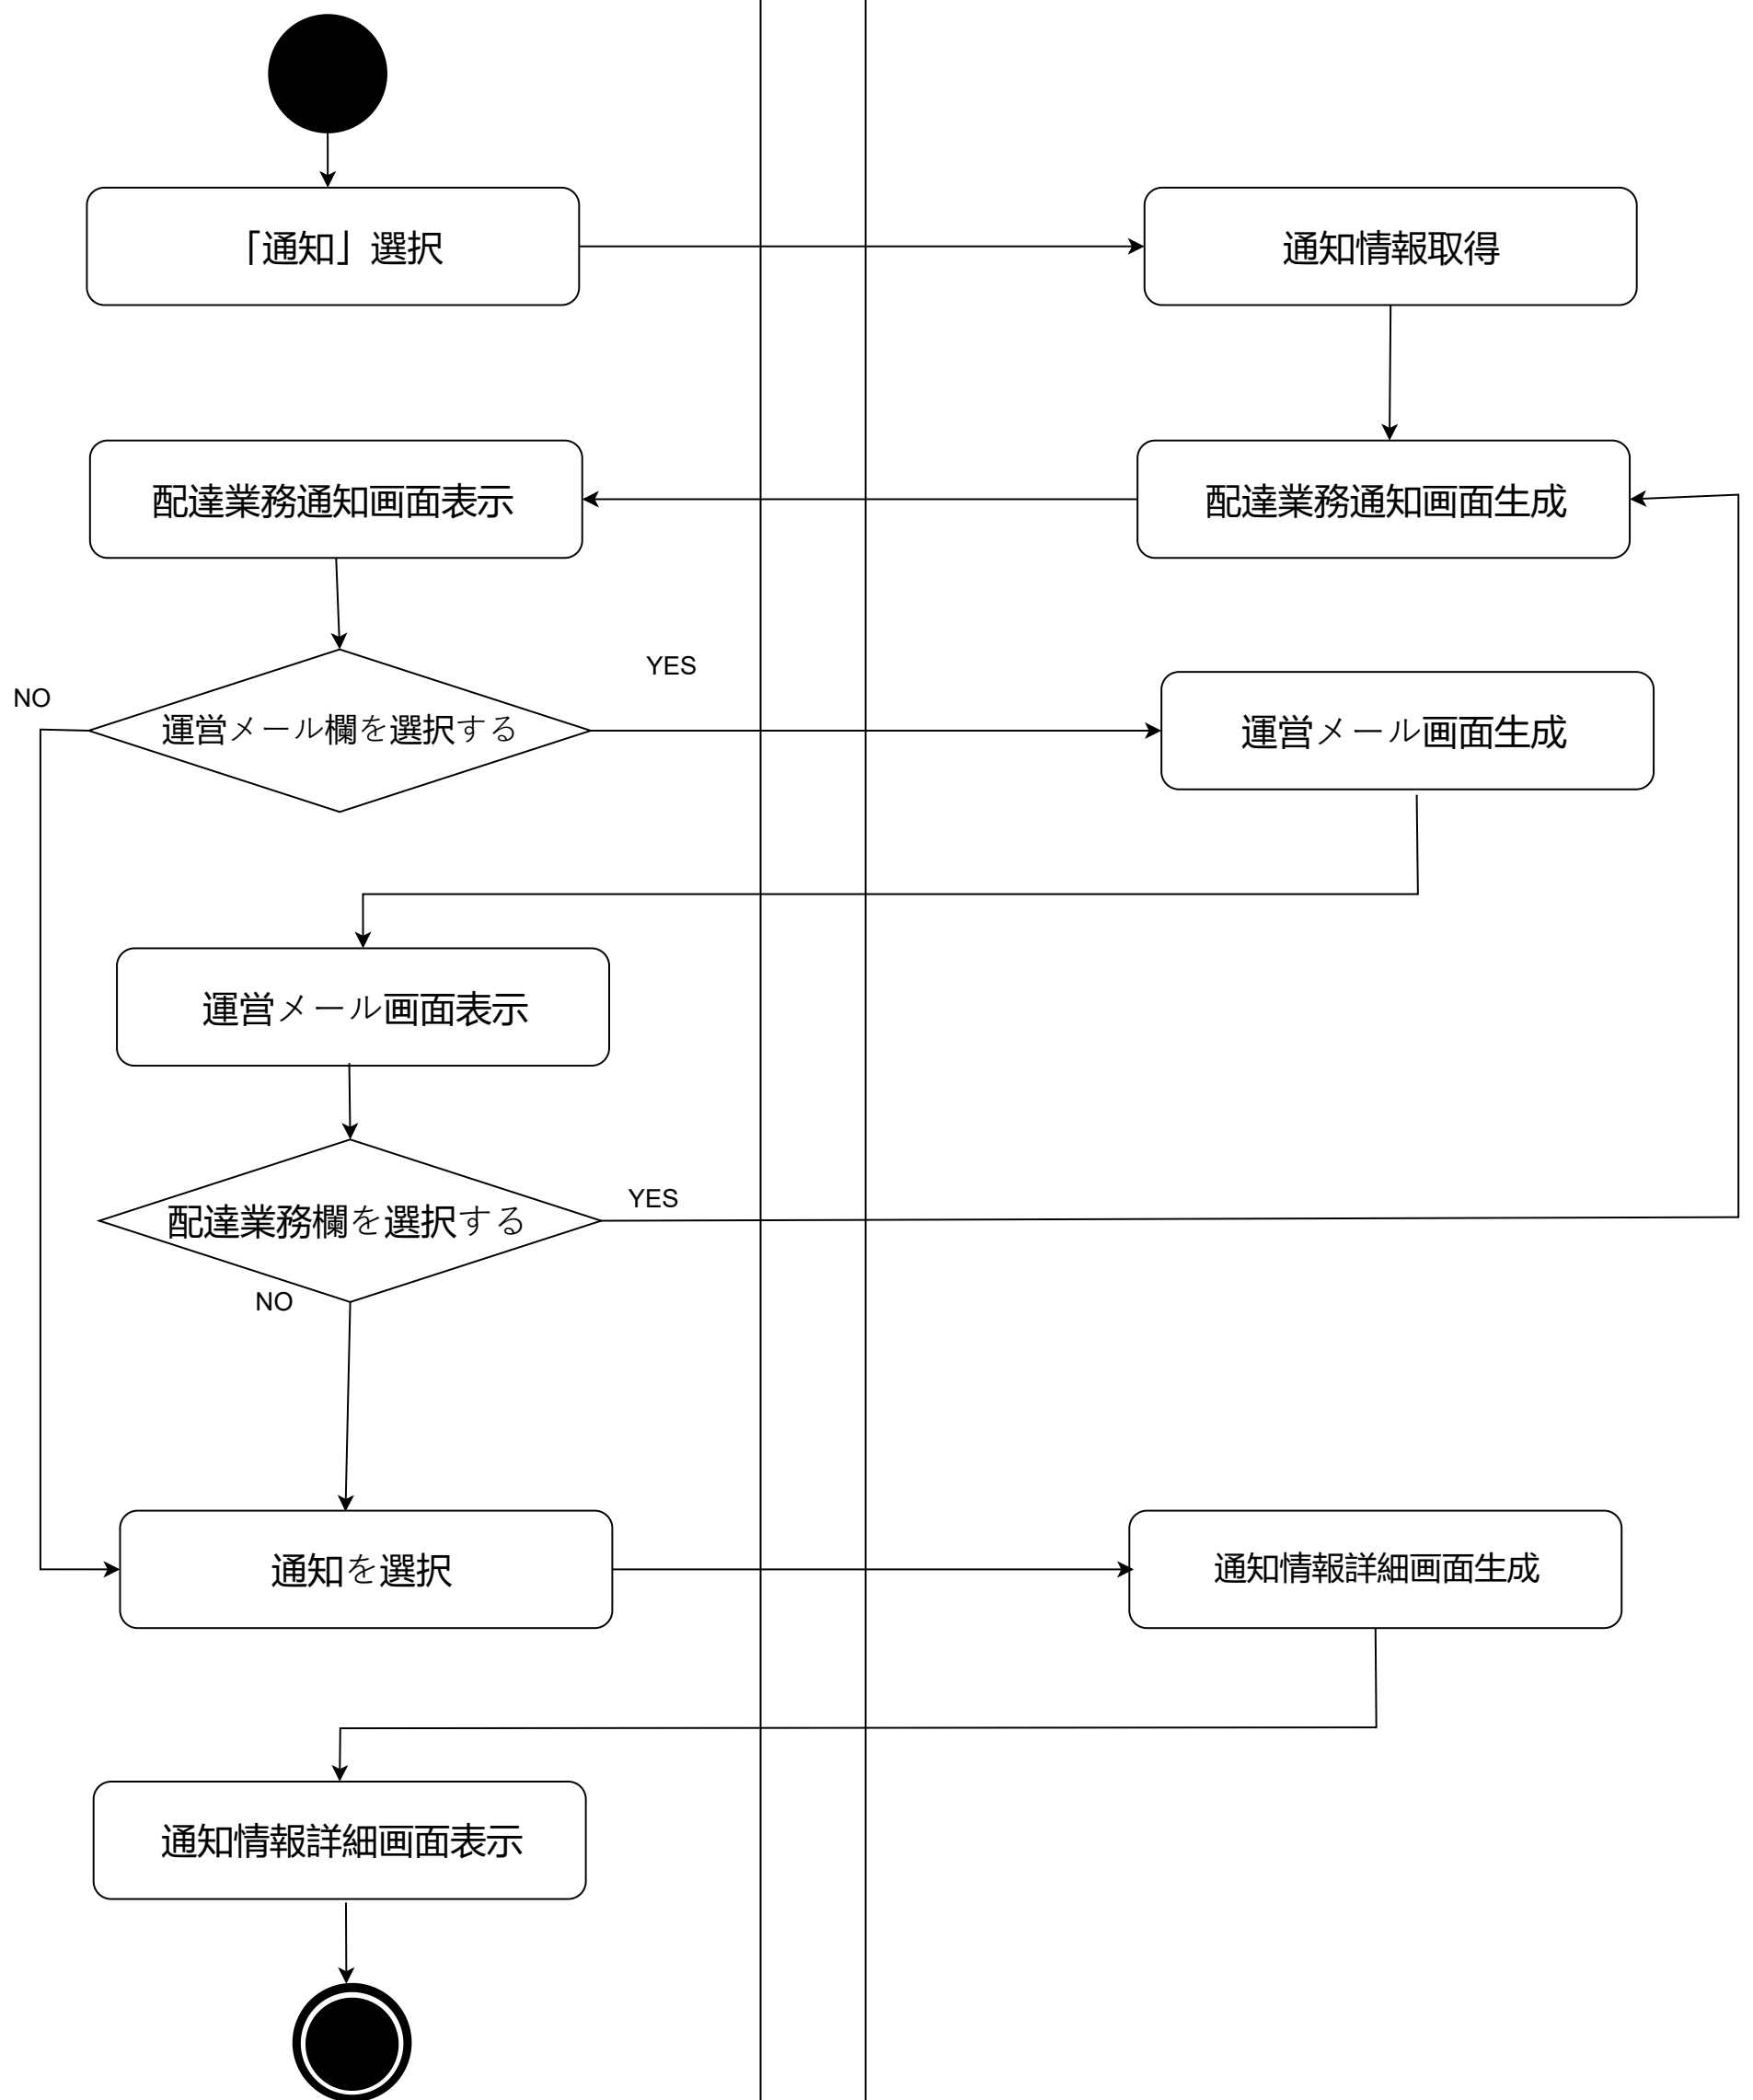 「通知」選択
通知情報取得
配達業務通知画面表示
配達業務通知画面生成
YES
NO
運営メール欄を選択する
運営メール画面生成
運営メール画面表示
YES
配達業務欄を選択する
NO
通知を選択
通知情報詳細画面生成
通知情報詳細画面表示